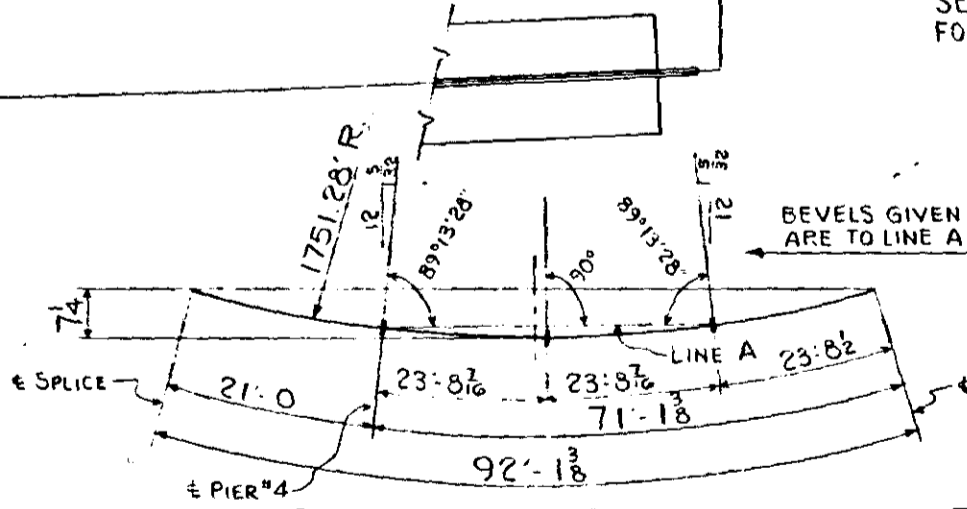 SE
FO
1751.28' R.
12
5/32
89°13'28"
90°
89°13'28"
5/32
12
BEVELS GIVEN
ARE TO LINE A
7 1/4
LINE A
℄ SPLICE
21'-0
23'-8 7/16
23'-8 7/16
23'-8 1/2
71'-1 3/8
92'-1 3/8
℄ PIER #4
℄